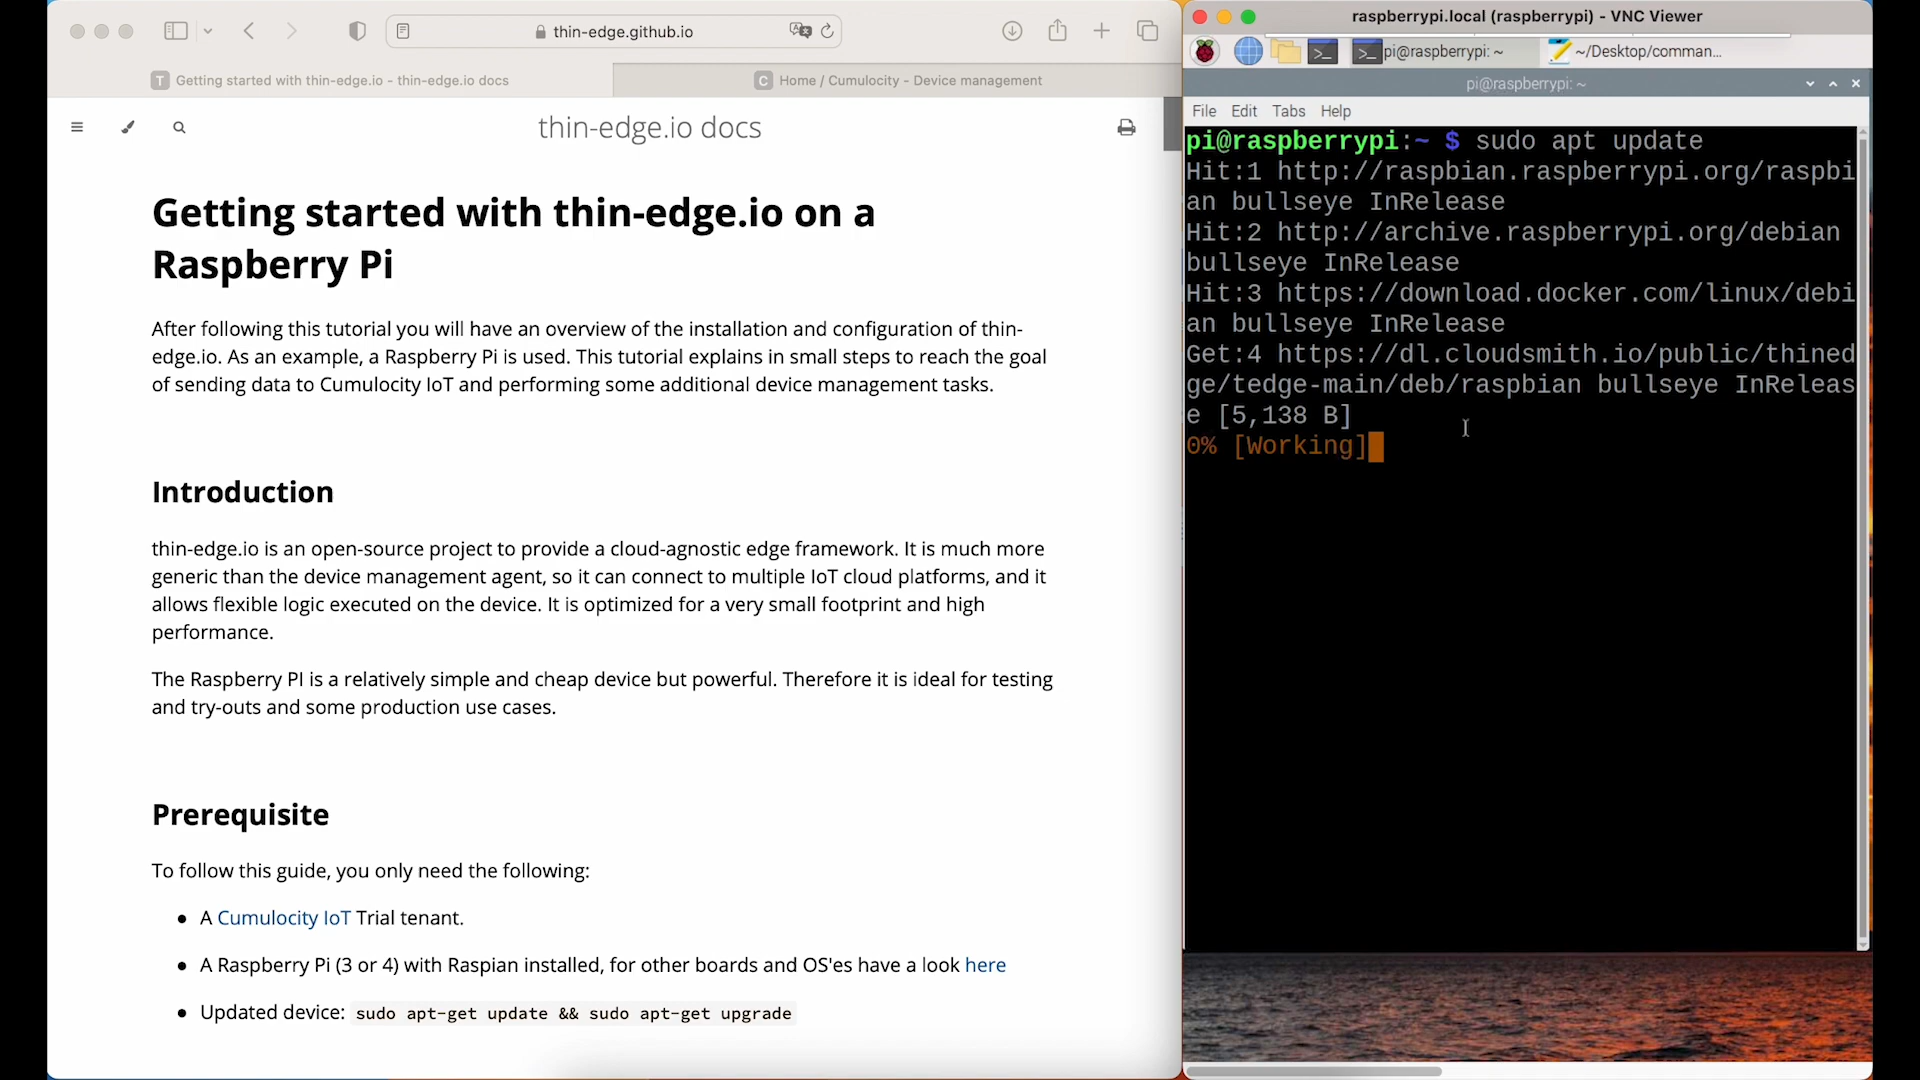 thin-edge.github.io
T Getting started with thin-edge.io - thin-edge.io docs
C Home / Cumulocity - Device management
thin-edge.io docs
Getting started with thin-edge.io on a
Raspberry Pi
After following this tutorial you will have an overview of the installation and configuration of thin-
edge.io. As an example, a Raspberry Pi is used. This tutorial explains in small steps to reach the goal
of sending data to Cumulocity IoT and performing some additional device management tasks.
Introduction
thin-edge.io is an open-source project to provide a cloud-agnostic edge framework. It is much more
generic than the device management agent, so it can connect to multiple IoT cloud platforms, and it
allows flexible logic executed on the device. It is optimized for a very small footprint and high
performance.
The Raspberry PI is a relatively simple and cheap device but powerful. Therefore it is ideal for testing
and try-outs and some production use cases.
Prerequisite
To follow this guide, you only need the following:
A Cumulocity IoT Trial tenant.
A Raspberry Pi (3 or 4) with Raspian installed, for other boards and OS'es have a look here
Updated device: sudo apt-get update && sudo apt-get upgrade
raspberrypi.local (raspberrypi) - VNC Viewer
pi@raspberrypi: ~
~/Desktop/comman...
pi@raspberrypi: ~
File Edit Tabs Help
pi@raspberrypi:~ $ sudo apt update
Hit:1 http://raspbian.raspberrypi.org/raspbi
an bullseye InRelease
Hit:2 http://archive.raspberrypi.org/debian
bullseye InRelease
Hit:3 https://download.docker.com/linux/debi
an bullseye InRelease
Get:4 https://dl.cloudsmith.io/public/thined
ge/tedge-main/deb/raspbian bullseye InReleas
e [5,138 B]
0% [Working]